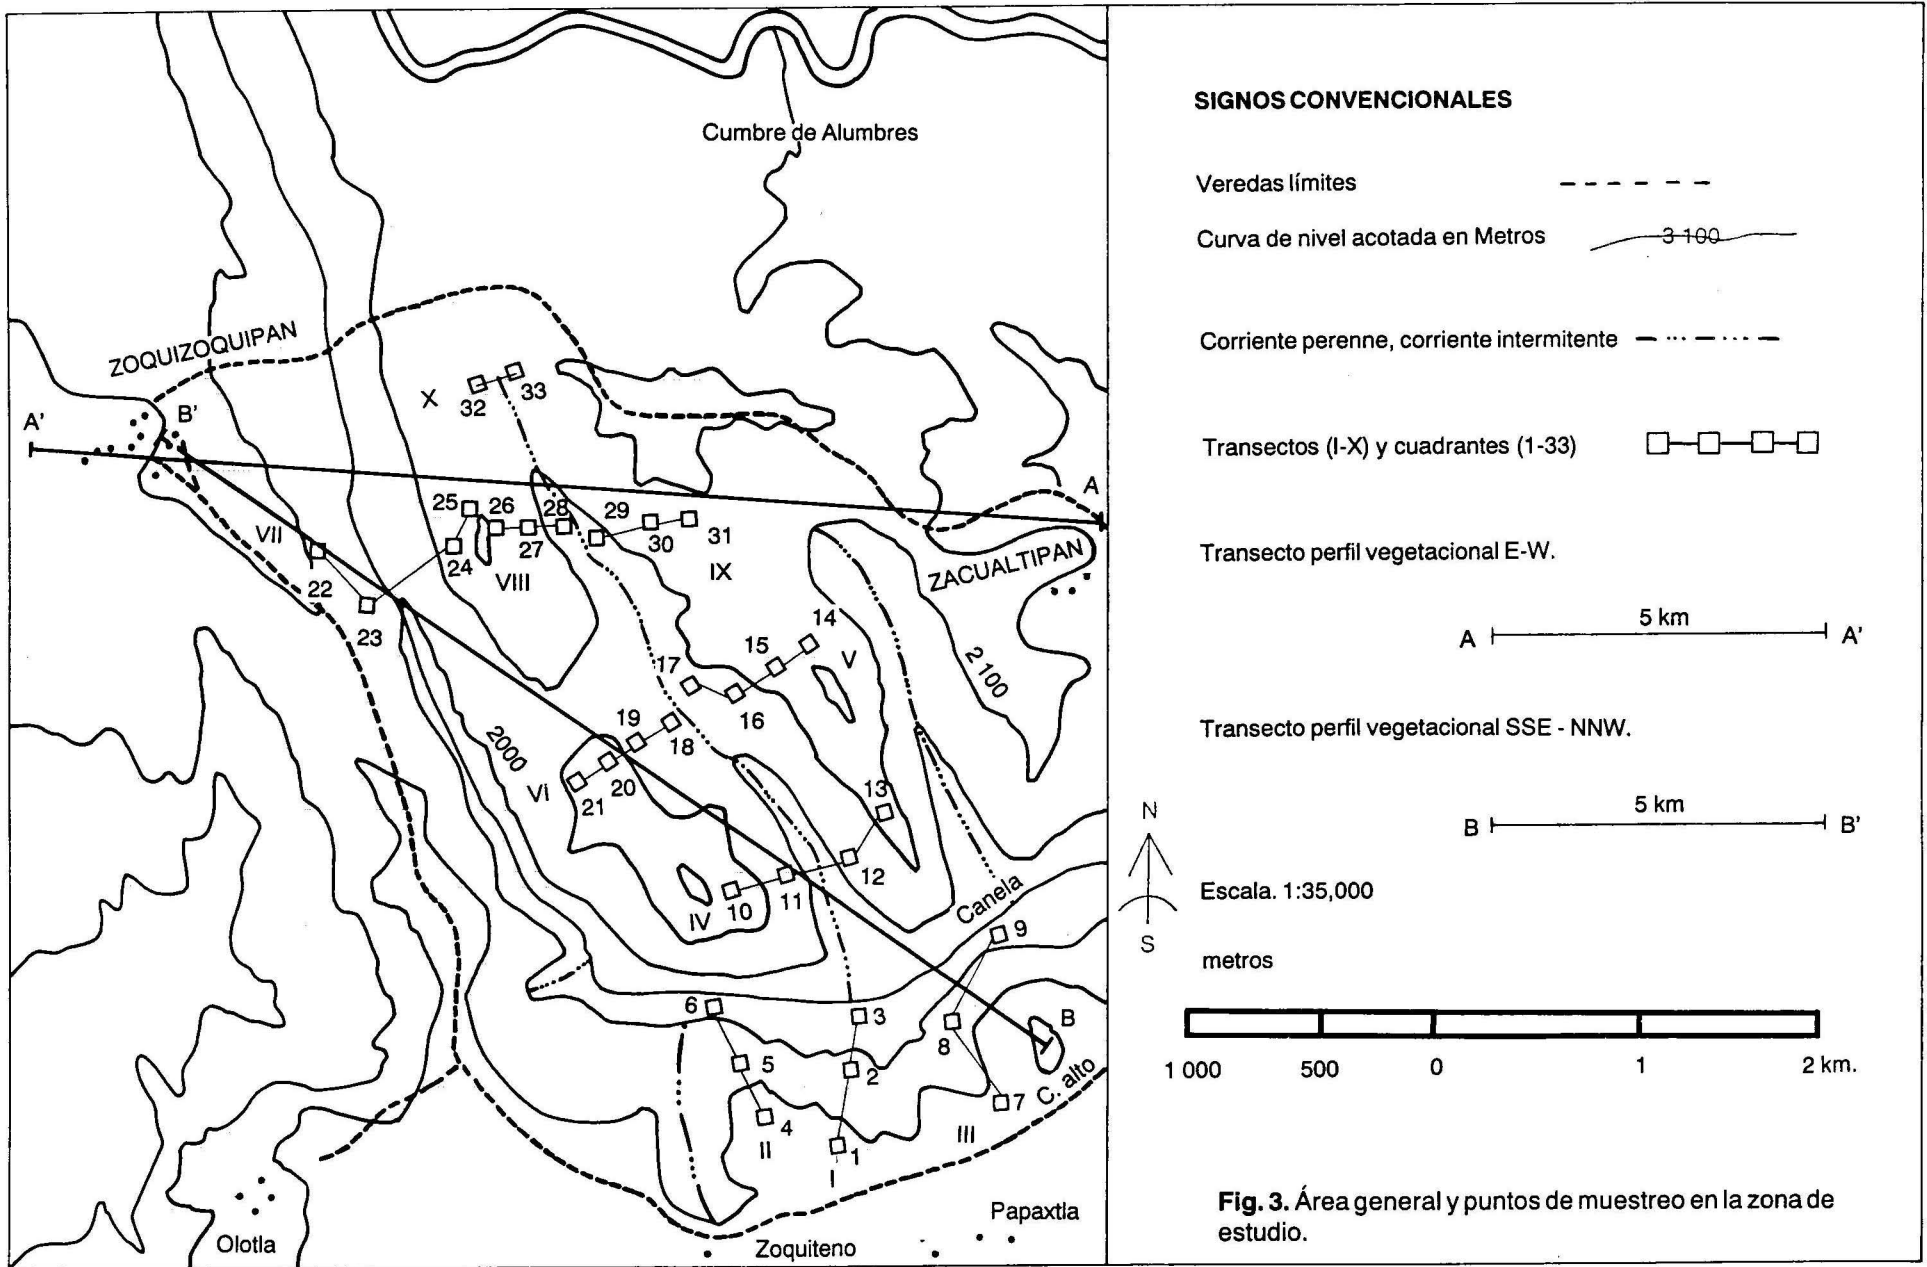 Cumbre de Alumbres
ZOQUIZOQUIPAN
A'
B'
X
32
33
A
25
26
28
29
VII
24
27
30
31
22
VIII
IX
ZACUALTIPAN
23
14
15
V
17
2 100
16
19
18
2000
20
VI
21
13
12
11
10
IV
Canela
9
6
3
8
B
5
2
C. alto
7
4
II
1
III
Papaxtla
Olotla
Zoquiteno
SIGNOS CONVENCIONALES
Veredas límites
Curva de nivel acotada en Metros 3 100
Corriente perenne, corriente intermitente
Transectos (I-X) y cuadrantes (1-33)
Transecto perfil vegetacional E-W.
5 km
A A'
Transecto perfil vegetacional SSE - NNW.
5 km
B B'
N
S
Escala. 1:35,000
metros
1 000 500 0 1 2 km.
Fig. 3. Área general y puntos de muestreo en la zona de
estudio.